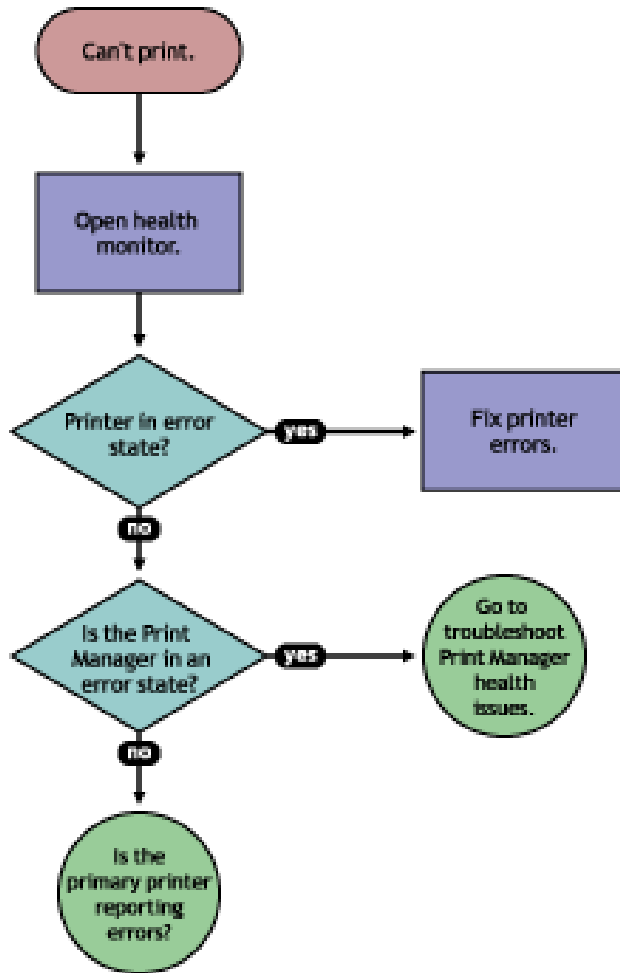 Can't print.
Open health
monitor.
Printer in error
state?
yes
Fix printer
errors.
no
Is the Print
Manager in an
error state?
yes
Go to
troubleshoot
Print Manager
health
issues.
no
Is the
primary printer
reporting
errors?